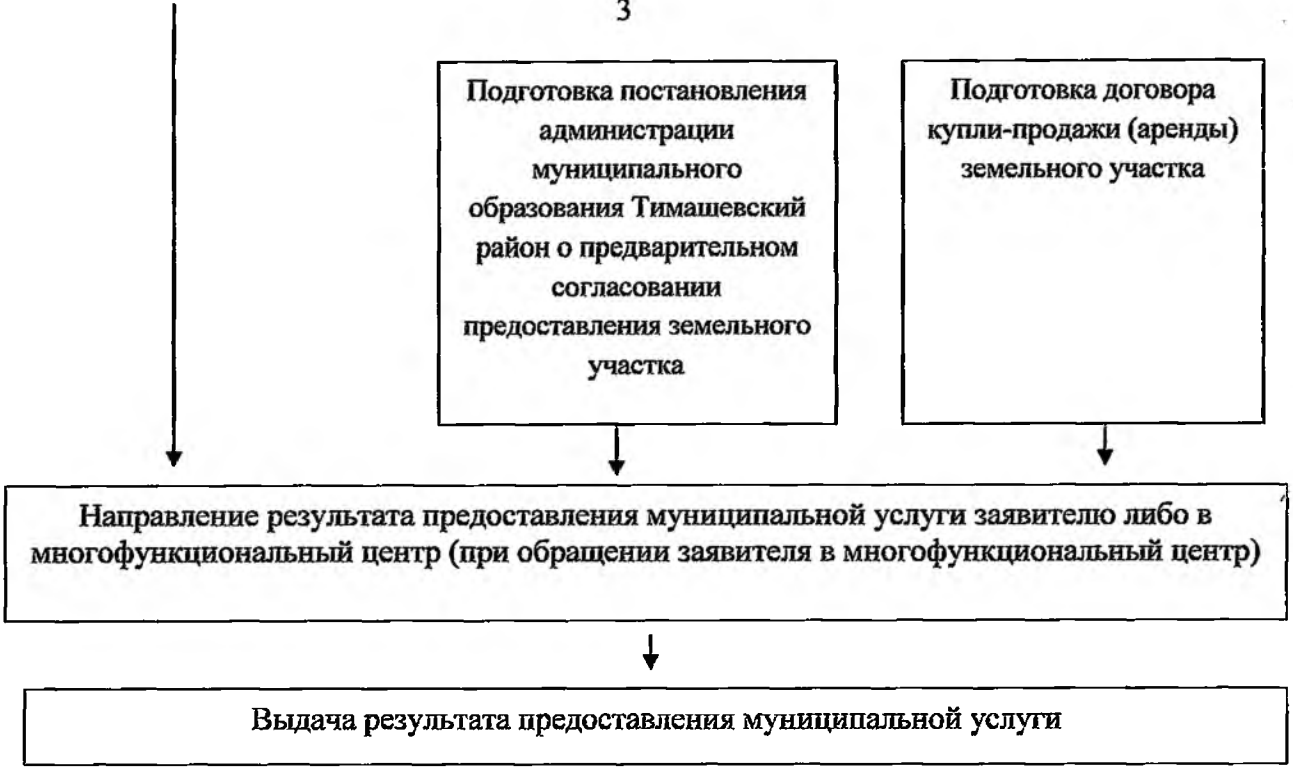 3
Подготовка постановления
администрации
муниципального
образования Тимашевский
район о предварительном
согласовании
предоставления земельного
участка
Подготовка договора
купли-продажи (аренды)
земельного участка
Направление результата предоставления муниципальной услуги заявителю либо в
многофункциональный центр (при обращении заявителя в многофункциональный центр)
Выдача результата предоставления муниципальной услуги